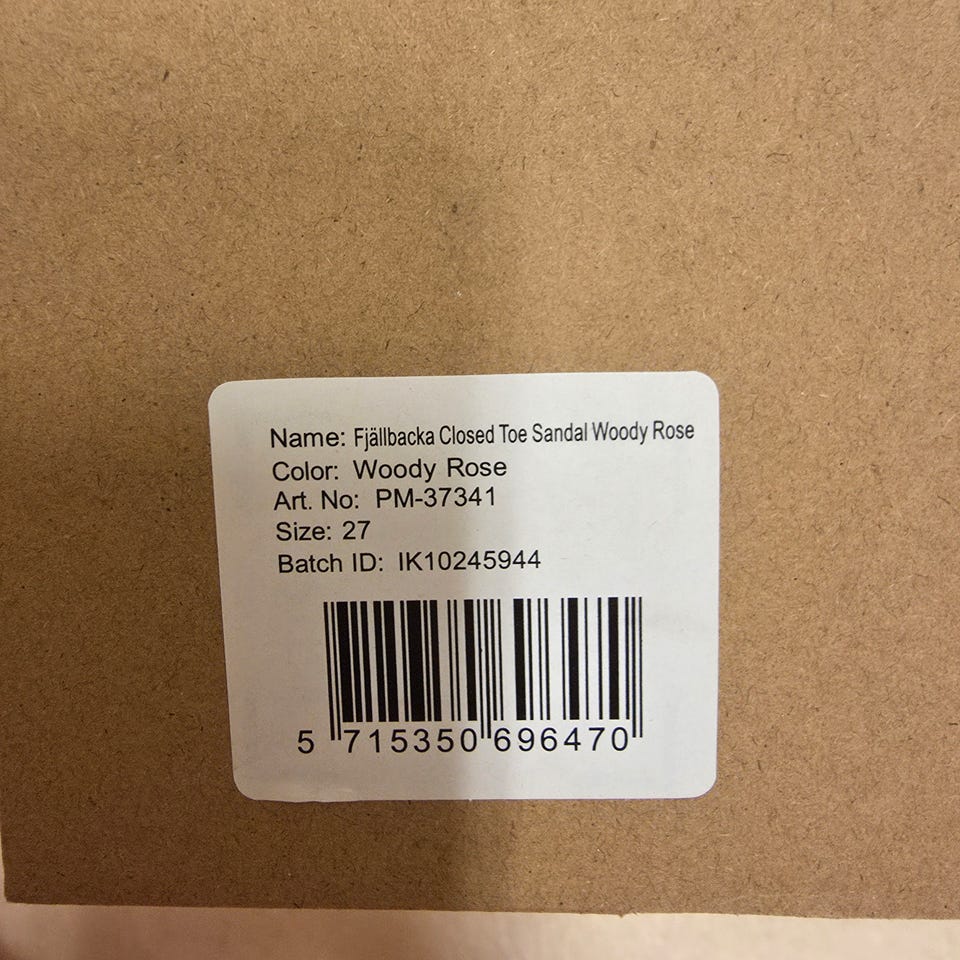 Name: Fjällbacka Closed Toe Sandal Woody Rose
Color: Woody Rose
Art. No: PM-37341
Size: 27
Batch ID: IK10245944
5 715350 696470